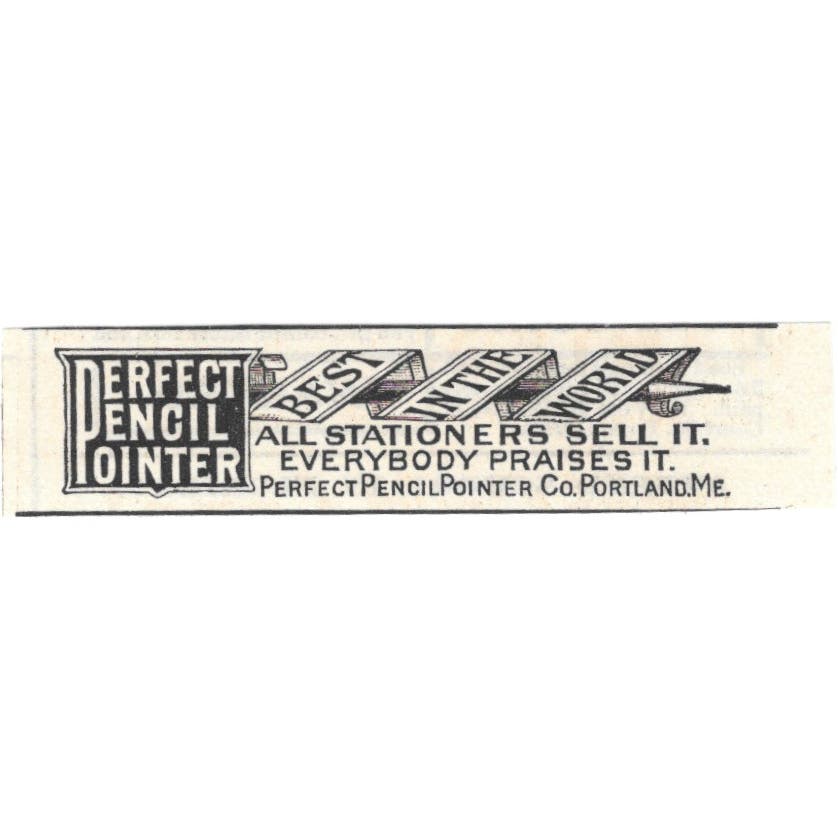 PERFECT
PENCIL
POINTER
BEST IN THE WORLD
ALL STATIONERS SELL IT.
EVERYBODY PRAISES IT.
PERFECT PENCIL POINTER CO. PORTLAND. ME.